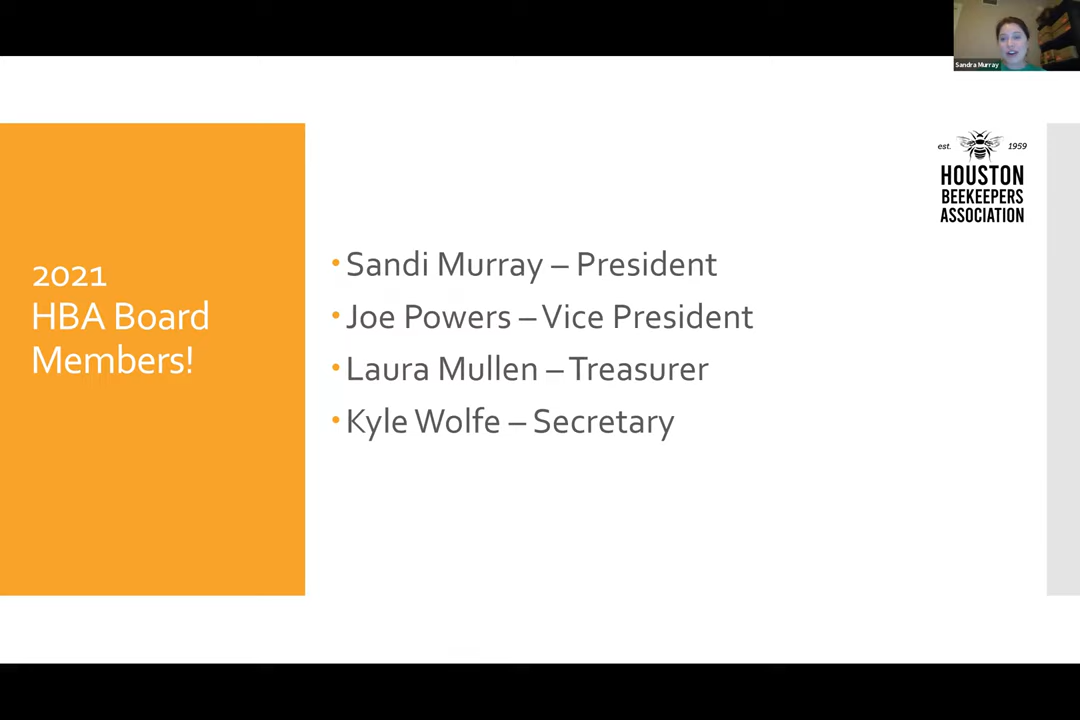 Sandra Murray
est. 1959
HOUSTON
BEEKEEPERS
ASSOCIATION
2021
HBA Board
Members!
• Sandi Murray – President
• Joe Powers – Vice President
• Laura Mullen – Treasurer
• Kyle Wolfe – Secretary